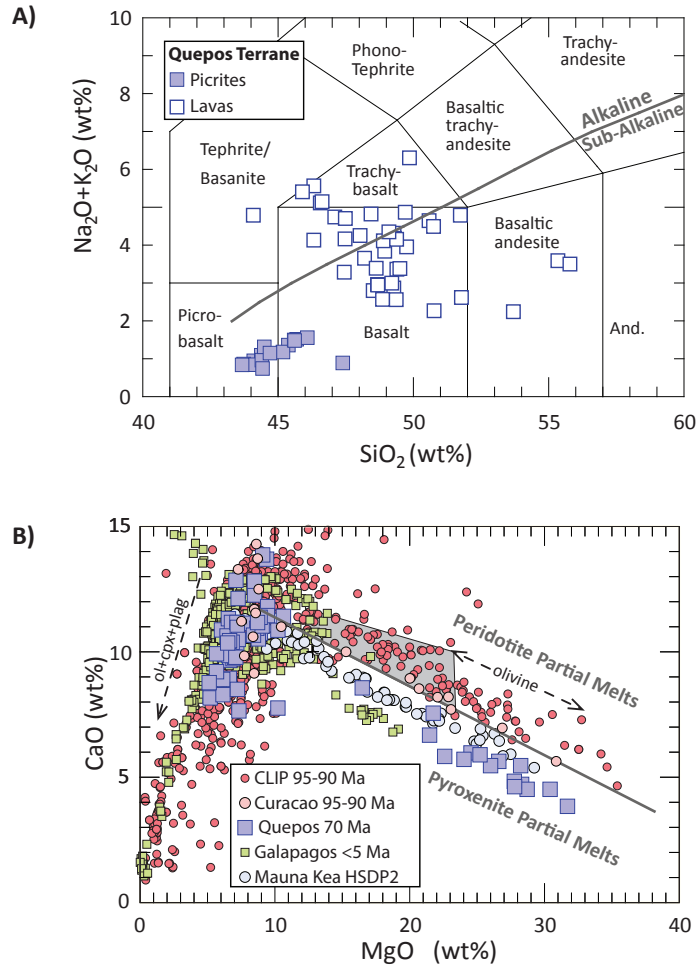 A)
10
8
6
4
2
0
Na₂O+K₂O (wt%)
Quepos Terrane
Picrites
Lavas
Phono-
Tephrite
Trachy-
andesite
Tephrite/
Basanite
Basaltic
trachy-
andesite
Trachy-
basalt
Alkaline
Sub-Alkaline
Basaltic
andesite
Picro-
basalt
Basalt
And.
40 45 50 55 60
SiO₂ (wt%)
B)
15
10
5
0
CaO (wt%)
ol+cpx+plag
Peridotite Partial Melts
olivine
Pyroxenite Partial Melts
CLIP 95-90 Ma
Curacao 95-90 Ma
Quepos 70 Ma
Galapagos <5 Ma
Mauna Kea HSDP2
0 10 20 30 40
MgO (wt%)